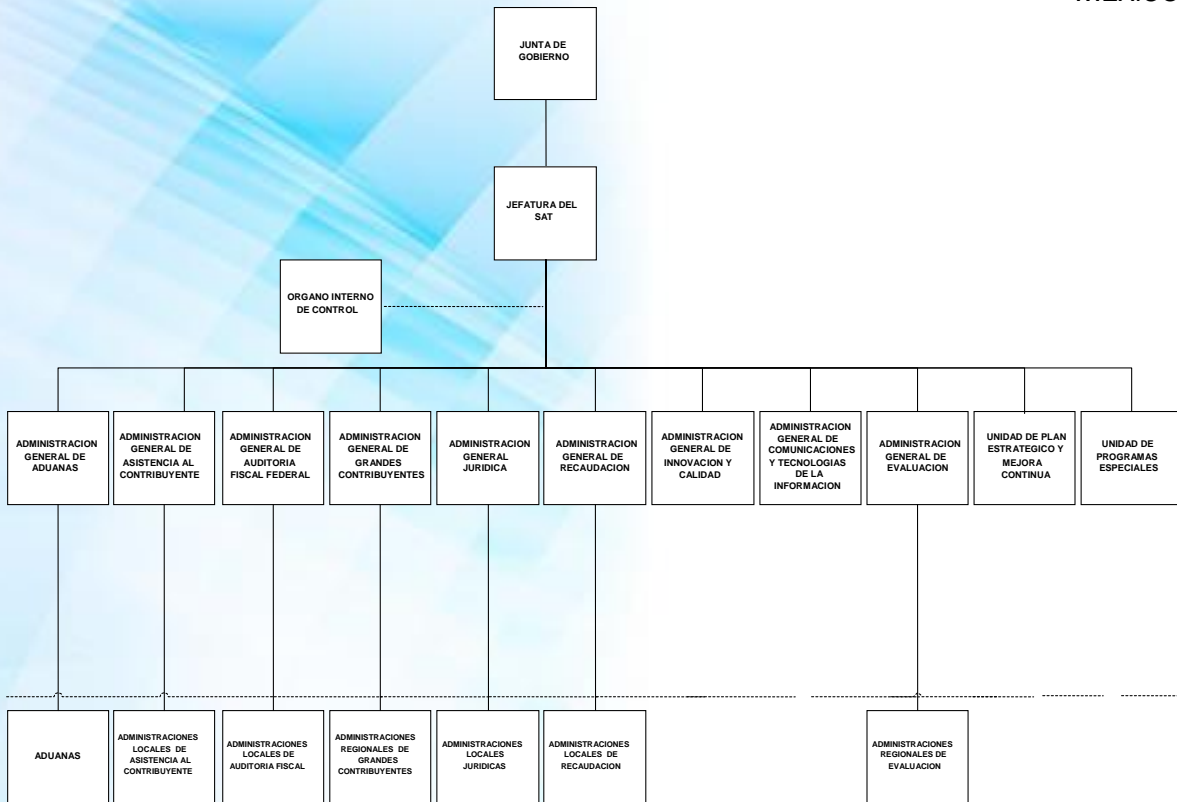 JUNTA DE
GOBIERNO
JEFATURA DEL
SAT
ORGANO INTERNO
DE CONTROL
ADMINISTRACION
GENERAL DE
ADUANAS
ADMINISTRACION
GENERAL DE
ASISTENCIA AL
CONTRIBUYENTE
ADMINISTRACION
GENERAL DE
AUDITORIA
FISCAL FEDERAL
ADMINISTRACION
GENERAL DE
GRANDES
CONTRIBUYENTES
ADMINISTRACION
GENERAL
JURIDICA
ADMINISTRACION
GENERAL DE
RECAUDACION
ADMINISTRACION
GENERAL DE
INNOVACION Y
CALIDAD
ADMINISTRACION
GENERAL DE
COMUNICACIONES
Y TECNOLOGIAS
DE LA
INFORMACION
ADMINISTRACION
GENERAL DE
EVALUACION
UNIDAD DE PLAN
ESTRATEGICO Y
MEJORA
CONTINUA
UNIDAD DE
PROGRAMAS
ESPECIALES
ADUANAS
ADMINISTRACIONES
LOCALES DE
ASISTENCIA AL
CONTRIBUYENTE
ADMINISTRACIONES
LOCALES DE
AUDITORIA FISCAL
ADMINISTRACIONES
REGIONALES DE
GRANDES
CONTRIBUYENTES
ADMINISTRACIONES
LOCALES
JURIDICAS
ADMINISTRACIONES
LOCALES DE
RECAUDACION
ADMINISTRACIONES
REGIONALES DE
EVALUACION